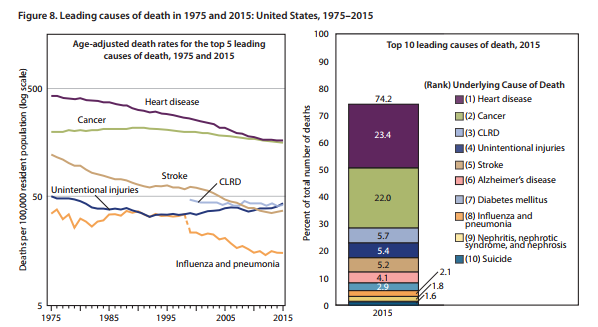 Figure 8. Leading causes of death in 1975 and 2015: United States, 1975–2015
Age-adjusted death rates for the top 5 leading
causes of death, 1975 and 2015
Deaths per 100,000 resident population (log scale)
500
50
5
Heart disease
Cancer
Stroke
CLRD
Unintentional injuries
Influenza and pneumonia
1975
1985
1995
2005
2015
Top 10 leading causes of death, 2015
Percent of total number of deaths
100
90
80
70
60
50
40
30
20
10
0
74.2
23.4
22.0
5.7
5.4
5.2
4.1
2.9
2.1
1.8
1.6
2015
(Rank) Underlying Cause of Death
(1) Heart disease
(2) Cancer
(3) CLRD
(4) Unintentional injuries
(5) Stroke
(6) Alzheimer's disease
(7) Diabetes mellitus
(8) Influenza and
pneumonia
(9) Nephritis, nephrotic
syndrome, and nephrosis
(10) Suicide